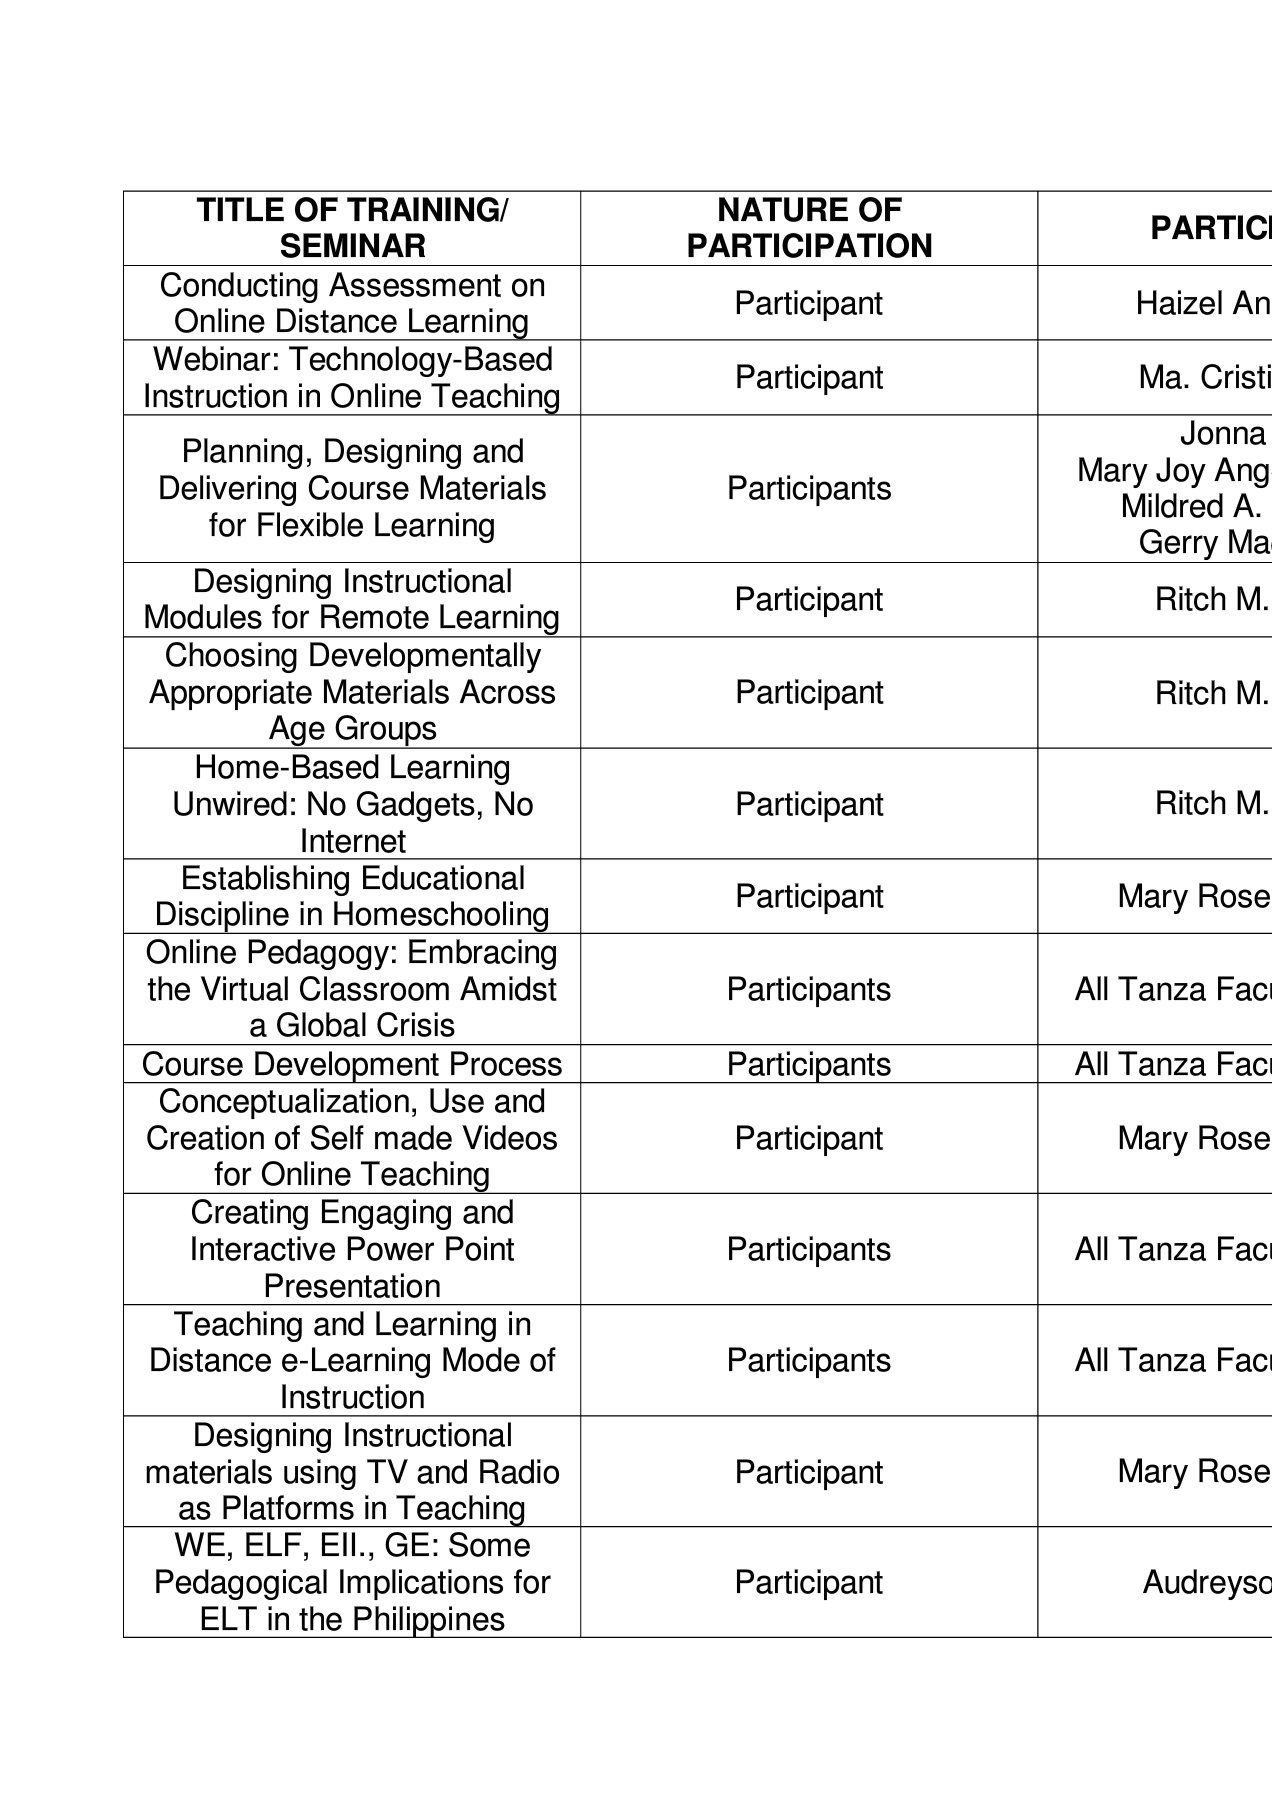 TITLE OF TRAINING/
SEMINAR
NATURE OF
PARTICIPATION
Conducting Assessment on
Online Distance Learning
Participant
Haizel An
Webinar: Technology-Based
Instruction in Online Teaching
Participant
Ma. Cristi
Planning, Designing and
Delivering Course Materials
for Flexible Learning
Participants
Jonna
Mary Joy Ang
Mildred A.
Gerry Ma
Designing Instructional
Modules for Remote Learning
Participant
Ritch M.
Choosing Developmentally
Appropriate Materials Across
Age Groups
Participant
Ritch M.
Home-Based Learning
Unwired: No Gadgets, No
Internet
Participant
Ritch M.
Establishing Educational
Discipline in Homeschooling
Participant
Mary Rose
Online Pedagogy: Embracing
the Virtual Classroom Amidst
a Global Crisis
Participants
All Tanza Facu
Course Development Process
Participants
All Tanza Facu
Conceptualization, Use and
Creation of Self made Videos
for Online Teaching
Participant
Mary Rose
Creating Engaging and
Interactive Power Point
Presentation
Participants
All Tanza Facu
Teaching and Learning in
Distance e-Learning Mode of
Instruction
Participants
All Tanza Facu
Designing Instructional
materials using TV and Radio
as Platforms in Teaching
Participant
Mary Rose
WE, ELF, EIl., GE: Some
Pedagogical Implications for
ELT in the Philippines
Participant
Audreyso